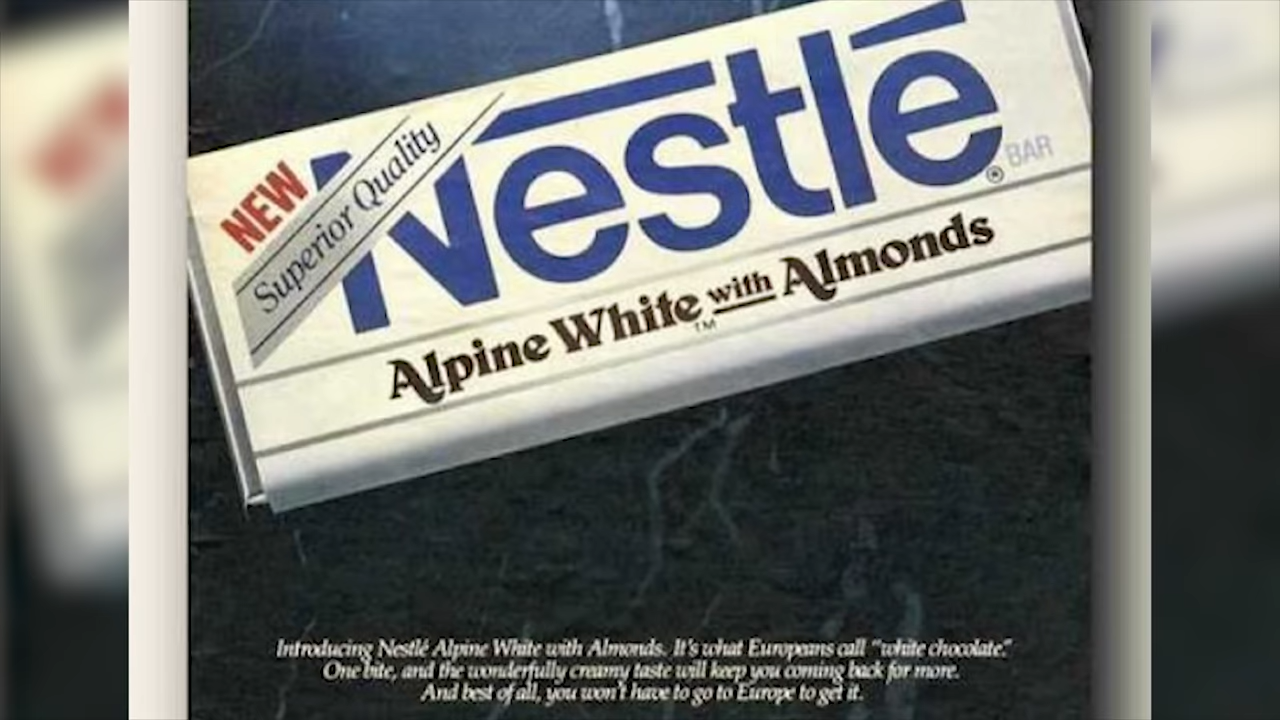 NEW
Superior Quality
Nestlé® BAR
Alpine White™ with Almonds
Introducing Nestlé Alpine White with Almonds. It's what Europeans call "white chocolate."
One bite, and the wonderfully creamy taste will keep you coming back for more.
And best of all, you won't have to go to Europe to get it.